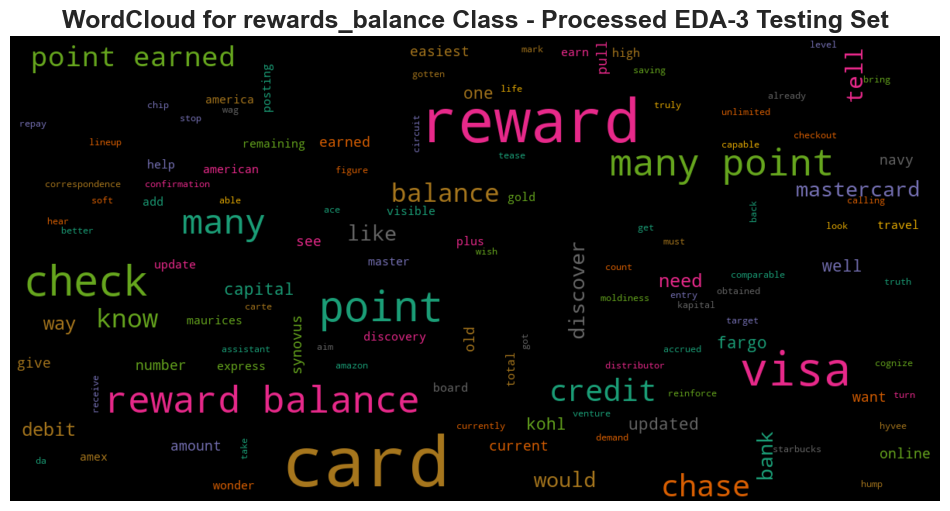 WordCloud for rewards_balance Class - Processed EDA-3 Testing Set
point earned
easiest
mark
earn
pull
high
level
tell
bring
gotten
saving
posting
america
wag
one
life
truly
already
unlimited
chip
stop
repay
reward
circuit
checkout
lineup
remaining
earned
capable
tease
many point
navy
help
american
figure
correspondence
confirmation
soft
able
add
balance
gold
mastercard
calling
ace
visible
back
hear
better
many
like
see
plus
wish
get
must
look
travel
update
master
check
capital
discover
need
count
comparable
well
truth
entry
obtained
moldiness
kapital
carte
point
way
know
maurices
synovus
discovery
old
got
target
fargo
assistant
aim
total
give
number
express
amazon
distributor
accrued
visa
cognize
receive
reward balance
board
credit
reinforce
want
turn
venture
debit
currently
kohl
updated
hyvee
amex
amount
take
current
demand
bank
starbucks
online
da
wonder
card
would
chase
hump